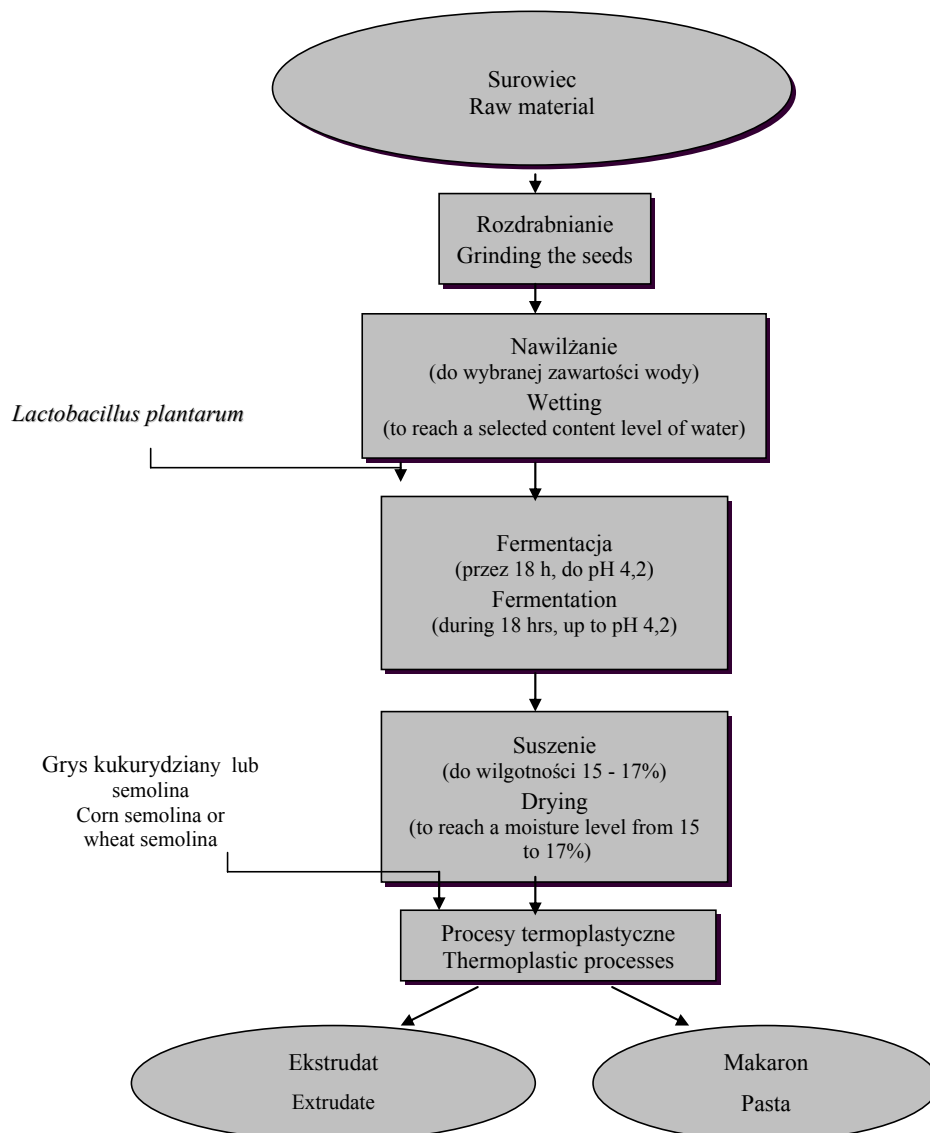 Surowiec
Raw material
Rozdrabnianie
Grinding the seeds
Nawilżanie
(do wybranej zawartości wody)
Wetting
(to reach a selected content level of water)
Lactobacillus plantarum
Fermentacja
(przez 18 h, do pH 4,2)
Fermentation
(during 18 hrs, up to pH 4,2)
Suszenie
(do wilgotności 15 - 17%)
Drying
(to reach a moisture level from 15
to 17%)
Grys kukurydziany lub
semolina
Corn semolina or
wheat semolina
Procesy termoplastyczne
Thermoplastic processes
Ekstrudat
Extrudate
Makaron
Pasta